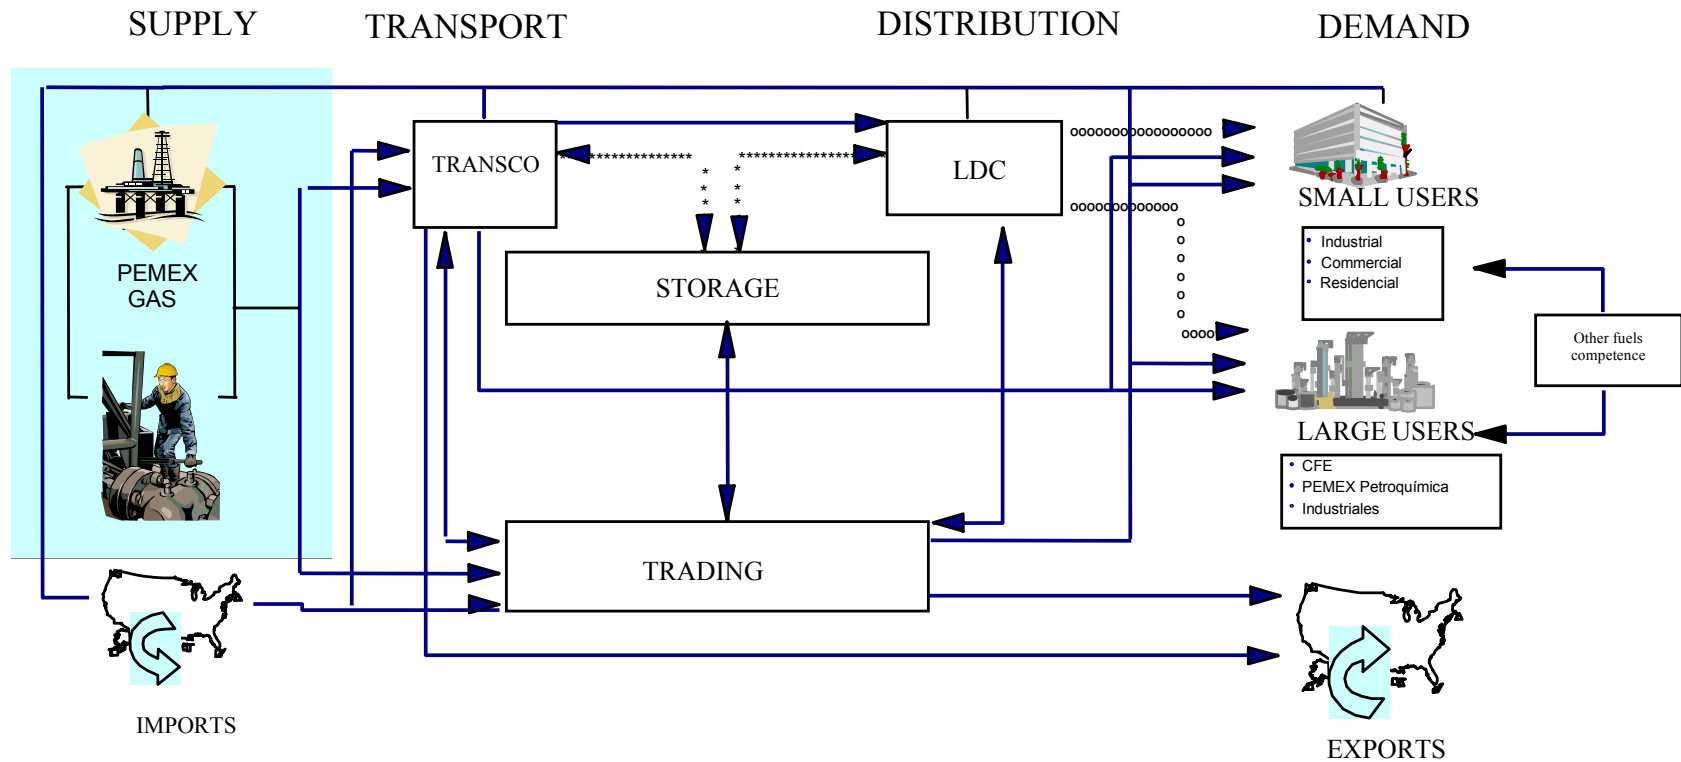 SUPPLY
TRANSPORT
DISTRIBUTION
DEMAND
TRANSCO
LDC
SMALL USERS
PEMEX
GAS
STORAGE
• Industrial
• Commercial
• Residencial
Other fuels
competence
LARGE USERS
• CFE
• PEMEX Petroquímica
• Industriales
TRADING
IMPORTS
EXPORTS